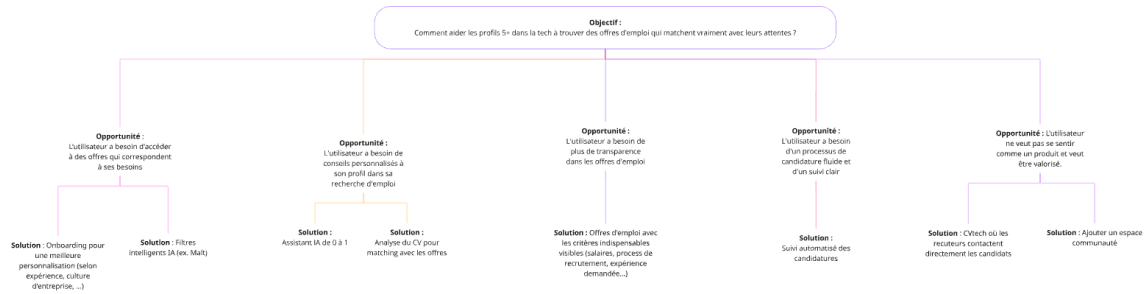 Objectif :
Comment aider les profils 5+ dans la tech à trouver des offres d'emploi qui matchent vraiment avec leurs attentes ?
Opportunité :
L'utilisateur a besoin d'accéder
à des offres qui correspondent
à ses besoins
Opportunité :
L'utilisateur a besoin de
conseils personnalisés à
son profil dans sa
recherche d'emploi
Opportunité :
L'utilisateur a besoin de
plus de transparence
dans les offres d'emploi
Opportunité :
L'utilisateur a besoin
d'un processus de
candidature fluide et
d'un suivi clair
Opportunité : L'utilisateur
ne veut pas se sentir
comme un produit et veut
être valorisé.
Solution : Onboarding pour
une meilleure
personnalisation (selon
expérience, culture
d'entreprise, ...)
Solution : Filtres
intelligents IA (ex. Malt)
Solution :
Assistant IA de 0 à 1
Solution :
Analyse du CV pour
matching avec les offres
Solution : Offres d'emploi avec
les critères indispensables
visibles (salaires, process de
recrutement, expérience
demandée...)
Solution :
Suivi automatisé des
candidatures
Solution : CVtech où les
recuteurs contactent
directement les candidats
Solution : Ajouter un espace
communauté